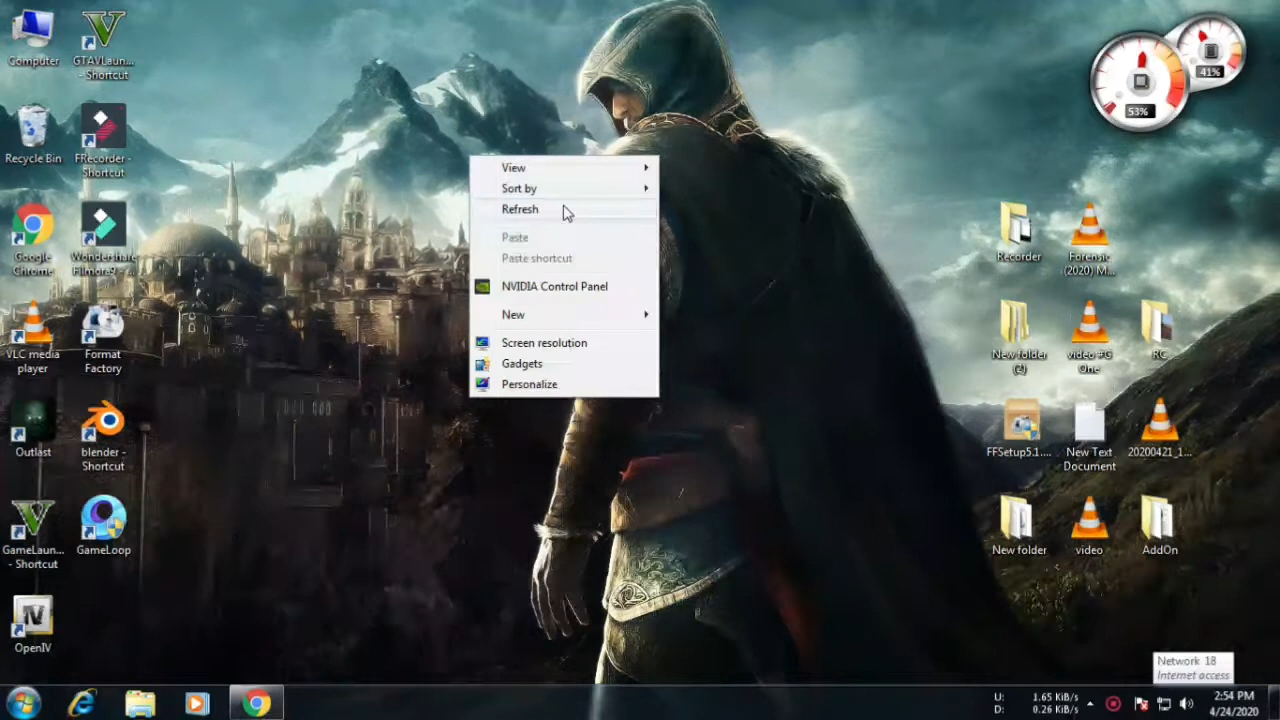 Computer
GTAVLaun...
- Shortcut
Recycle Bin
FRecorder -
Shortcut
Google
Chrome
Wondershare
Filmora9 - ...
VLC media
player
Format
Factory
Outlast
blender -
Shortcut
GameLaun...
- Shortcut
GameLoop
OpenIV
View
Sort by
Refresh
Paste
Paste shortcut
NVIDIA Control Panel
New
Screen resolution
Gadgets
Personalize
53%
41%
Recorder
Forensic
(2020) M...
New folder
(2)
video #G
One
RC
FFSetup5.1....
New Text
Document
20200421_1...
New folder
video
AddOn
Network 18
Internet access
U: 1.65 KiB/s
D: 0.26 KiB/s
2:54 PM
4/24/2020